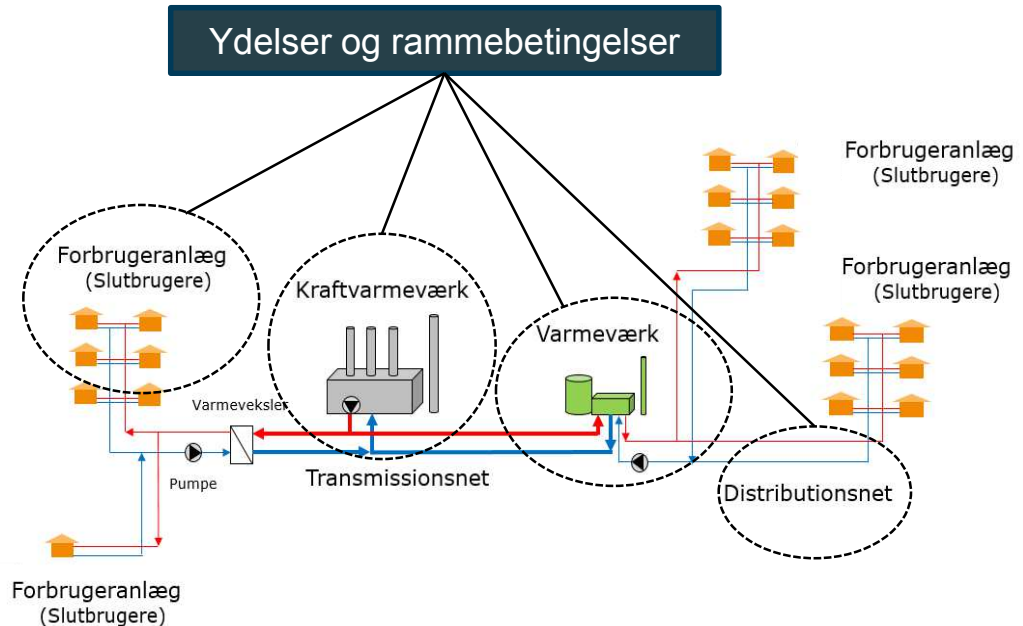 Ydelser og rammebetingelser
Forbrugeranlæg
(Slutbrugere)
Forbrugeranlæg
(Slutbrugere)
Kraftvarmeværk
Forbrugeranlæg
(Slutbrugere)
Varmeværk
Varmeveksler
Pumpe
Transmissionsnet
Distributionsnet
Forbrugeranlæg
(Slutbrugere)